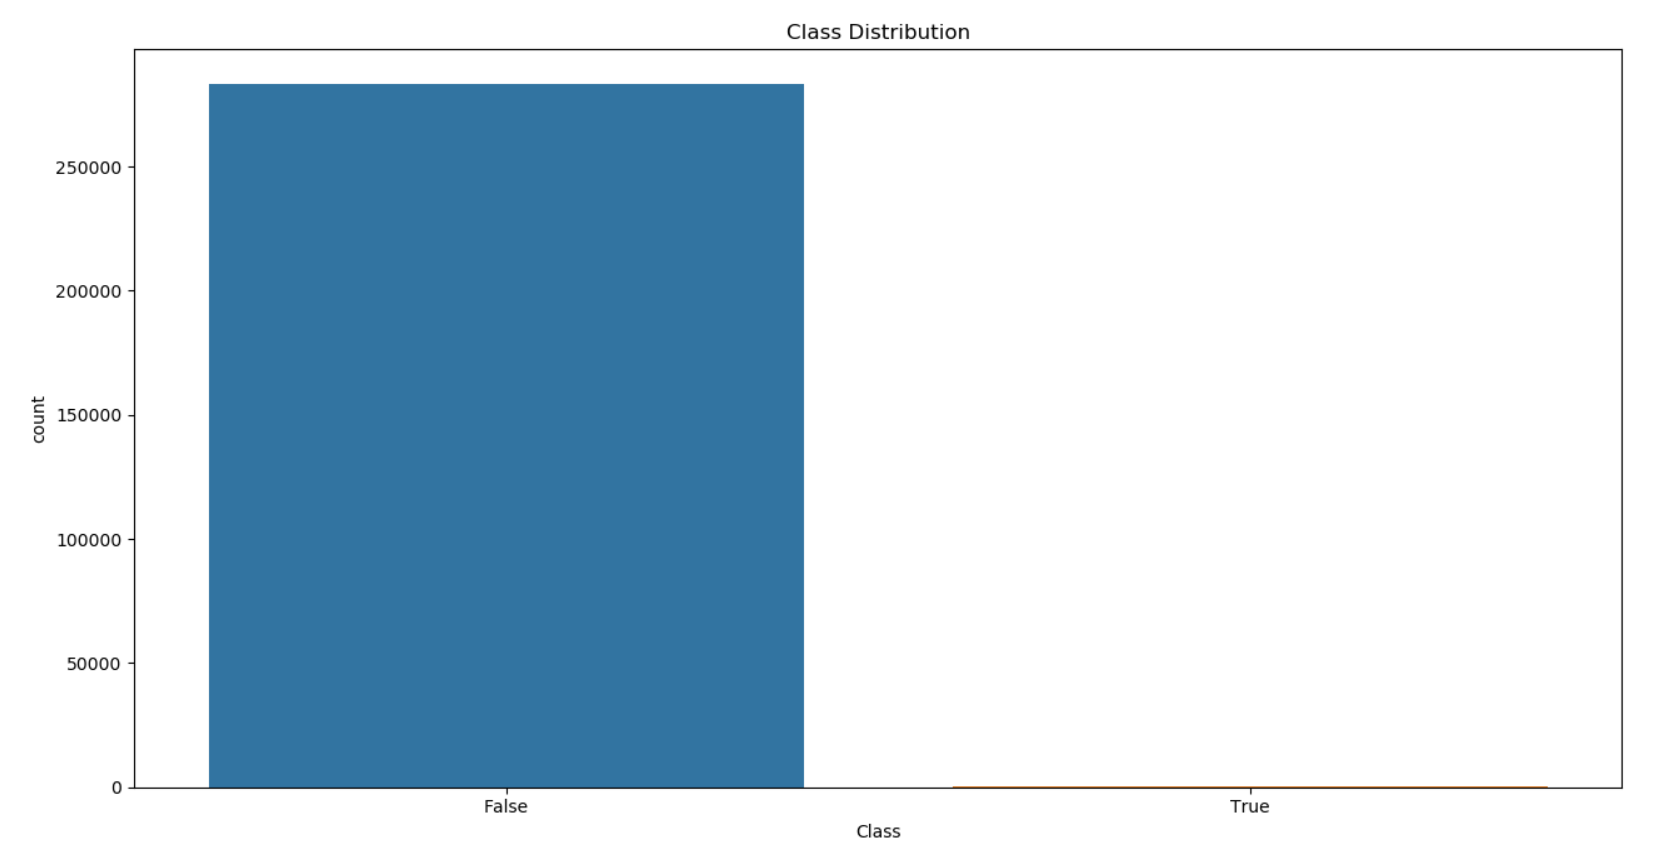 Class Distribution
250000
200000
150000
100000
50000
0
count
False
True
Class